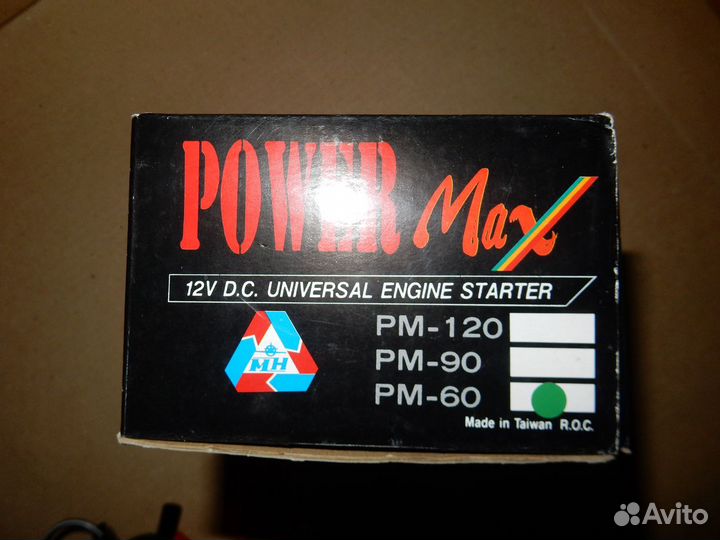 POWER Max
12V D.C. UNIVERSAL ENGINE STARTER
MH
PM-120
PM-90
PM-60
Made in Taiwan R.O.C.
Avito